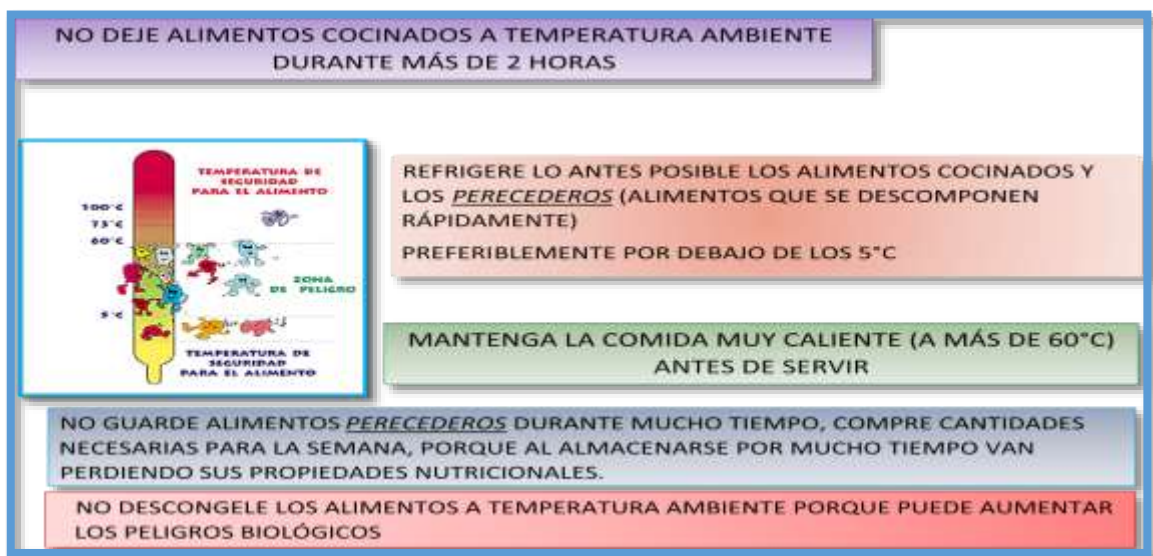 NO DEJE ALIMENTOS COCINADOS A TEMPERATURA AMBIENTE
DURANTE MÁS DE 2 HORAS
TEMPERATURA DE
SEGURIDAD
PARA EL ALIMENTO
100°C
73°C
60°C
ZONA
DE PELIGRO
5°C
TEMPERATURA DE
SEGURIDAD
PARA EL ALIMENTO
REFRIGERE LO ANTES POSIBLE LOS ALIMENTOS COCINADOS Y
LOS PERECEDEROS (ALIMENTOS QUE SE DESCOMPONEN
RÁPIDAMENTE)
PREFERIBLEMENTE POR DEBAJO DE LOS 5°C
MANTENGA LA COMIDA MUY CALIENTE (A MÁS DE 60°C)
ANTES DE SERVIR
NO GUARDE ALIMENTOS PERECEDEROS DURANTE MUCHO TIEMPO, COMPRE CANTIDADES
NECESARIAS PARA LA SEMANA, PORQUE AL ALMACENARSE POR MUCHO TIEMPO VAN
PERDIENDO SUS PROPIEDADES NUTRICIONALES.
NO DESCONGELE LOS ALIMENTOS A TEMPERATURA AMBIENTE PORQUE PUEDE AUMENTAR
LOS PELIGROS BIOLÓGICOS